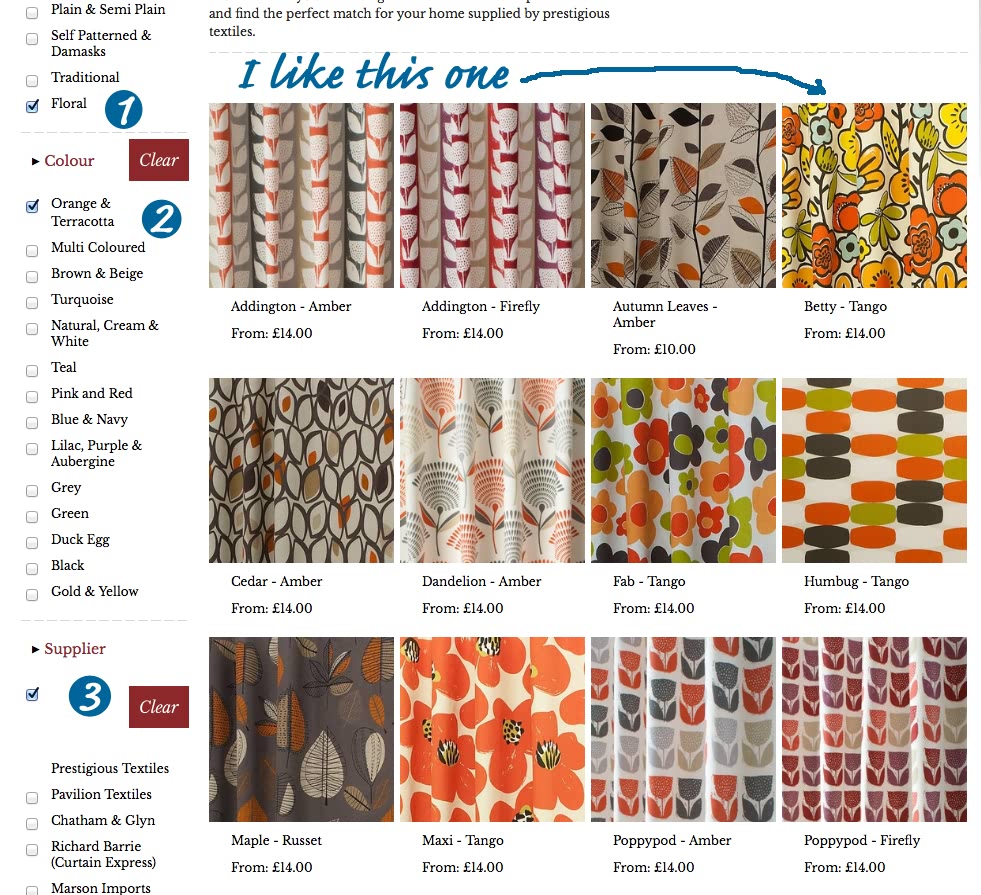 and find the perfect match for your home supplied by prestigious
textiles.
I like this one
Plain & Semi Plain
Self Patterned &
Damasks
Traditional
Floral
1
Colour
Clear
Orange &
Terracotta
2
Multi Coloured
Brown & Beige
Turquoise
Natural, Cream &
White
Teal
Pink and Red
Blue & Navy
Lilac, Purple &
Aubergine
Grey
Green
Duck Egg
Black
Gold & Yellow
Supplier
3
Clear
Prestigious Textiles
Pavilion Textiles
Chatham & Glyn
Richard Barrie
(Curtain Express)
Marson Imports
Addington - Amber
From: £14.00
Addington - Firefly
From: £14.00
Autumn Leaves -
Amber
From: £10.00
Betty - Tango
From: £14.00
Cedar - Amber
From: £14.00
Dandelion - Amber
From: £14.00
Fab - Tango
From: £14.00
Humbug - Tango
From: £14.00
Maple - Russet
From: £14.00
Maxi - Tango
From: £14.00
Poppypod - Amber
From: £14.00
Poppypod - Firefly
From: £14.00